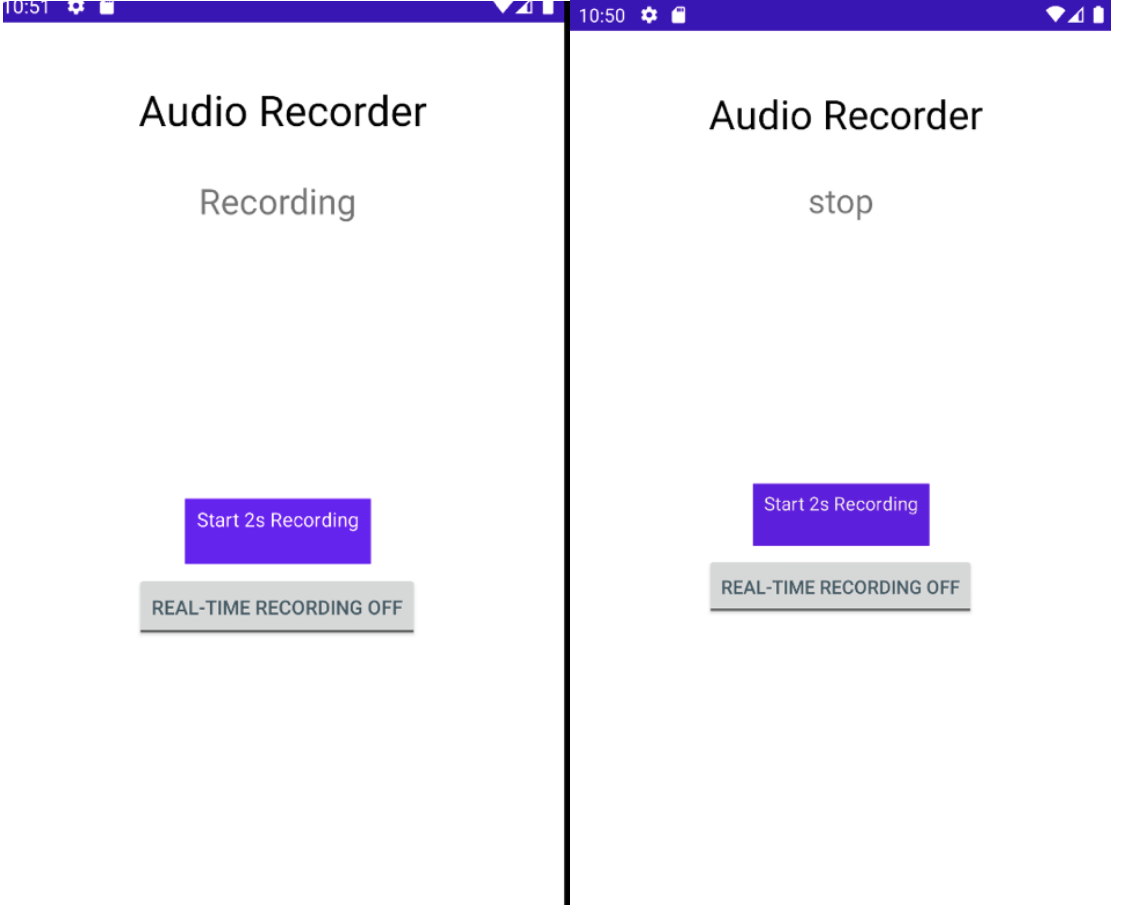 10:51
Audio Recorder
Recording
Start 2s Recording
REAL-TIME RECORDING OFF
10:50
Audio Recorder
stop
Start 2s Recording
REAL-TIME RECORDING OFF